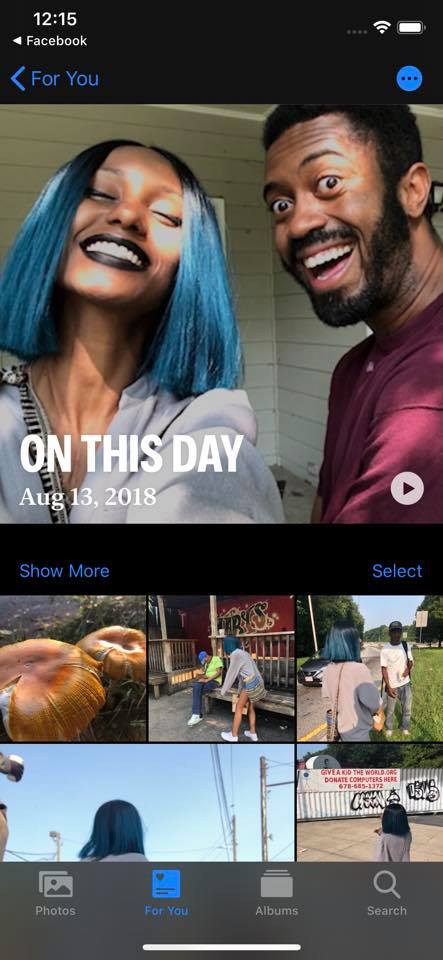 12:15
◀ Facebook
For You
ON THIS DAY
Aug 13, 2018
Show More
Select
GIVE A KID THE WORLD.ORG
DONATE COMPUTERS HERE
678-685-1372
Photos
For You
Albums
Search